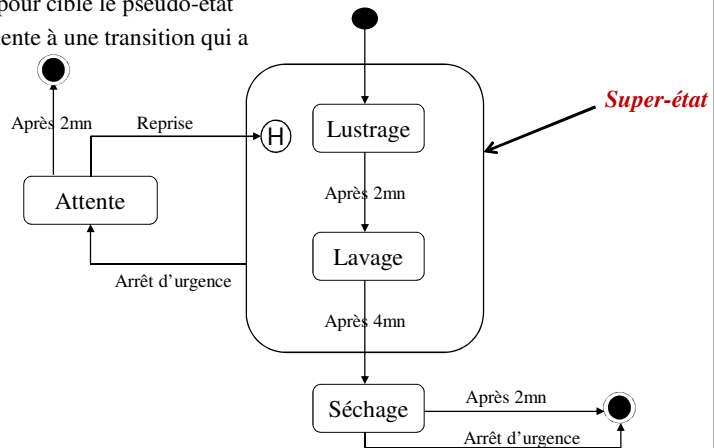 pour cible le pseudo-état
lente à une transition qui a
Super-état
Après 2mn
Reprise
H
Lustrage
Après 2mn
Attente
Lavage
Arrêt d'urgence
Après 4mn
Séchage
Après 2mn
Arrêt d'urgence